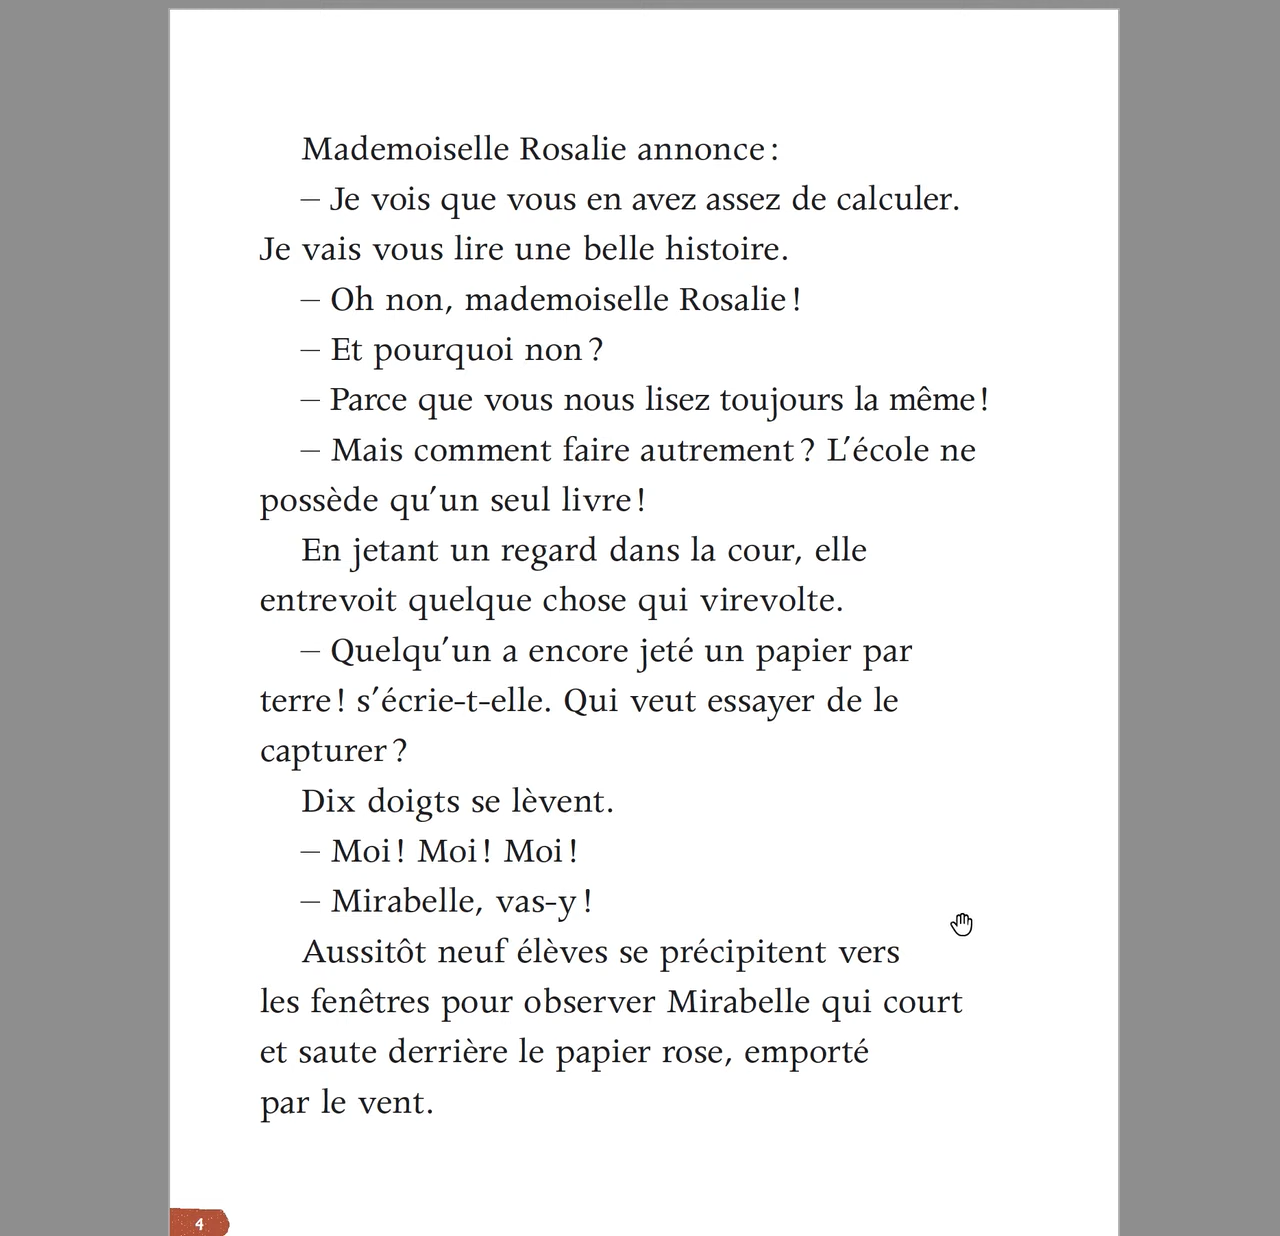 Mademoiselle Rosalie annonce :
– Je vois que vous en avez assez de calculer.
Je vais vous lire une belle histoire.
– Oh non, mademoiselle Rosalie !
– Et pourquoi non ?
– Parce que vous nous lisez toujours la même !
– Mais comment faire autrement ? L’école ne
possède qu’un seul livre !
En jetant un regard dans la cour, elle
entrevoit quelque chose qui virevolte.
– Quelqu’un a encore jeté un papier par
terre ! s’écrie-t-elle. Qui veut essayer de le
capturer ?
Dix doigts se lèvent.
– Moi ! Moi ! Moi !
– Mirabelle, vas-y !
Aussitôt neuf élèves se précipitent vers
les fenêtres pour observer Mirabelle qui court
et saute derrière le papier rose, emporté
par le vent.
4